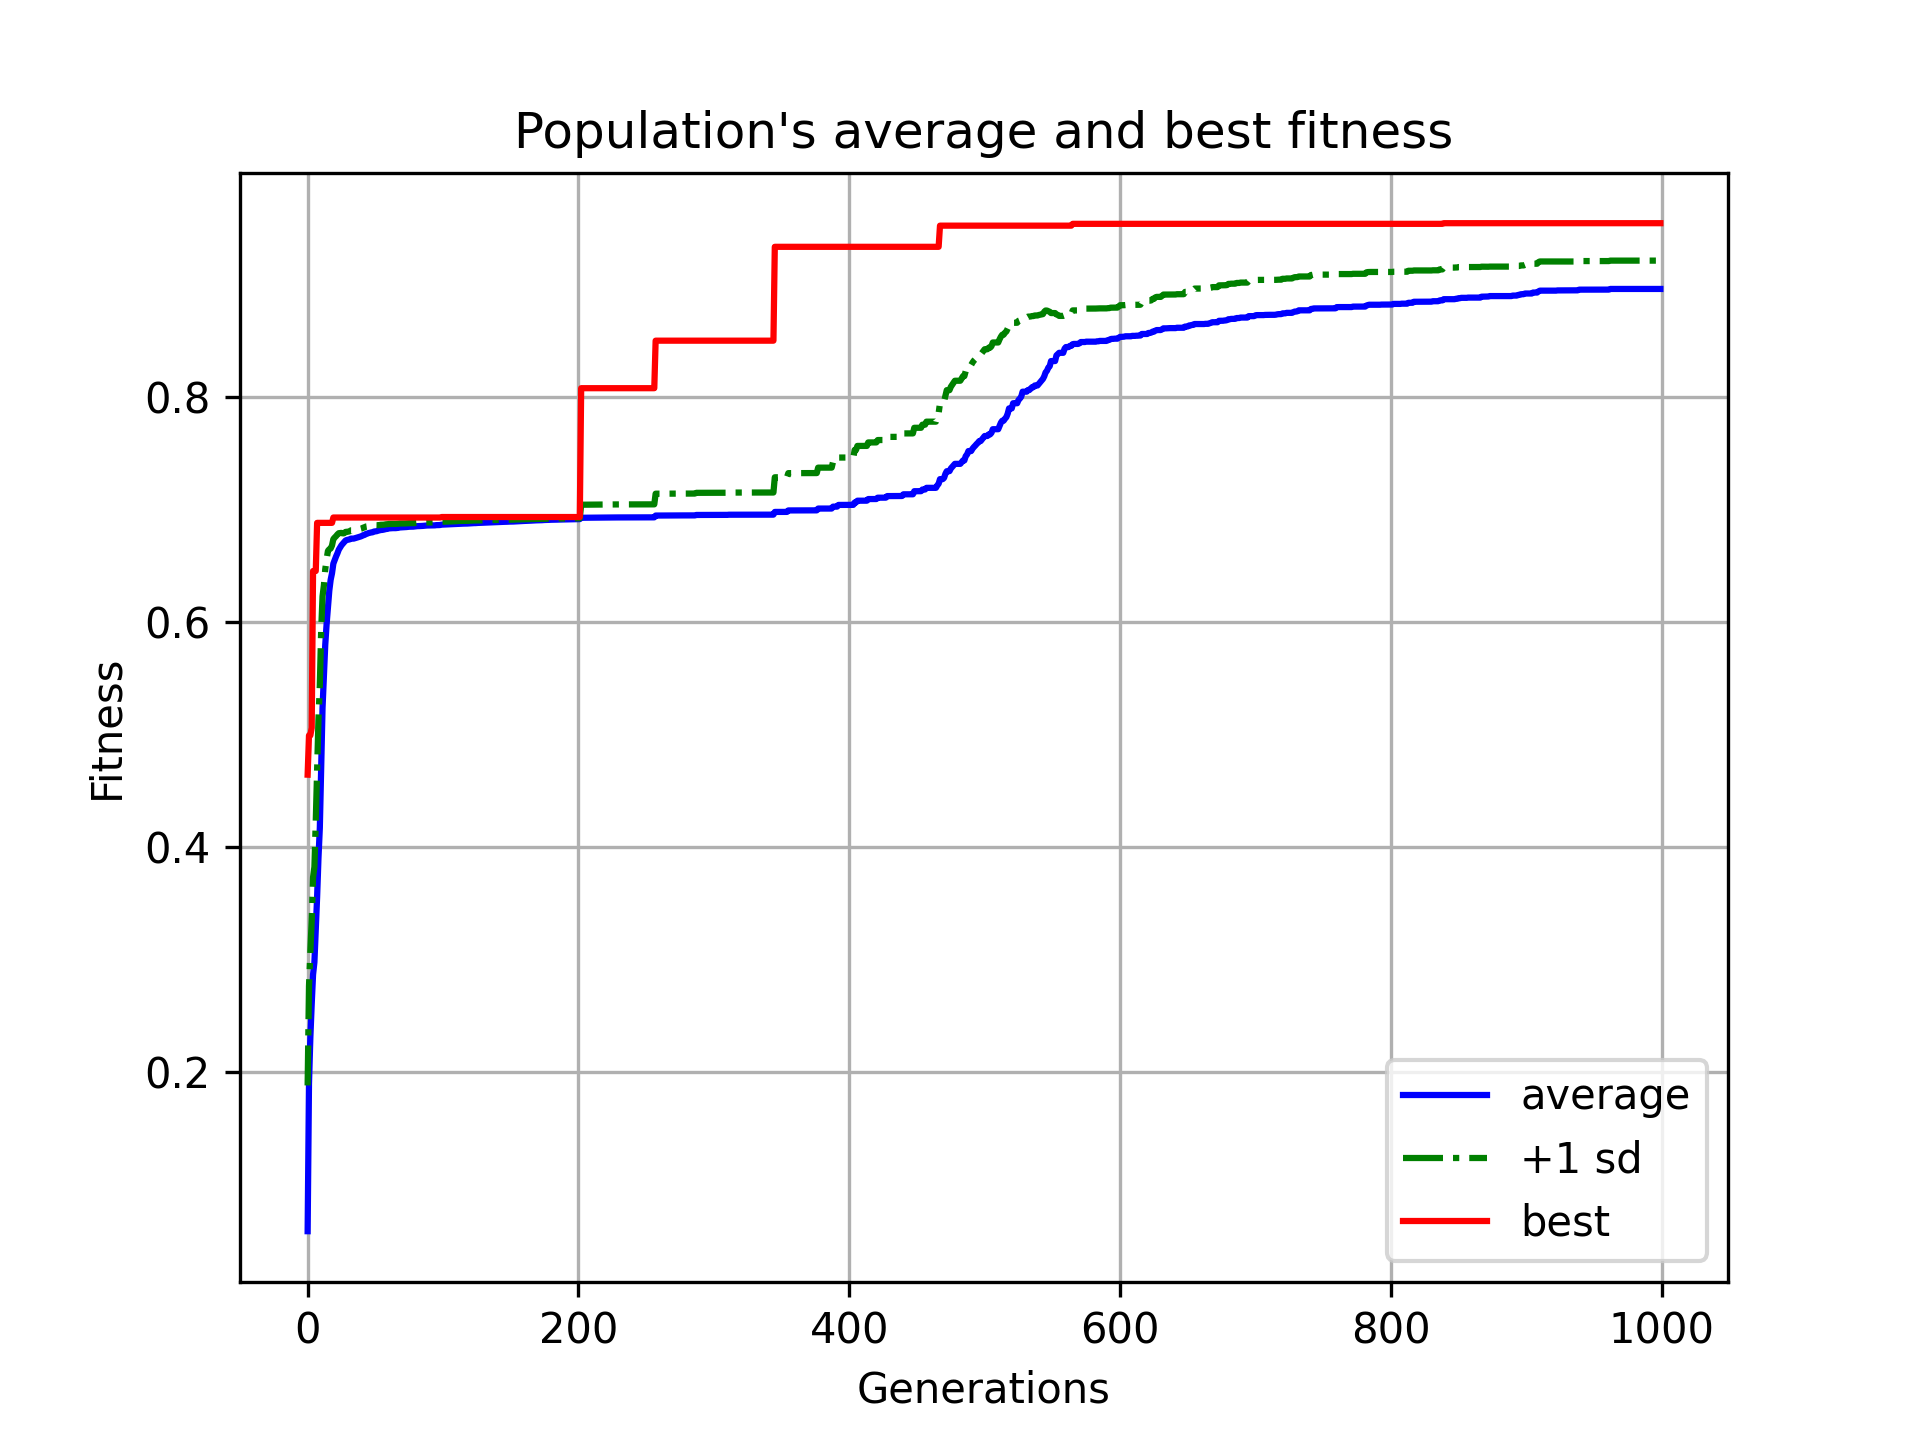 Population's average and best fitness
Fitness
0.8
0.6
0.4
0.2
0 200 400 600 800 1000
Generations
average
+1 sd
best